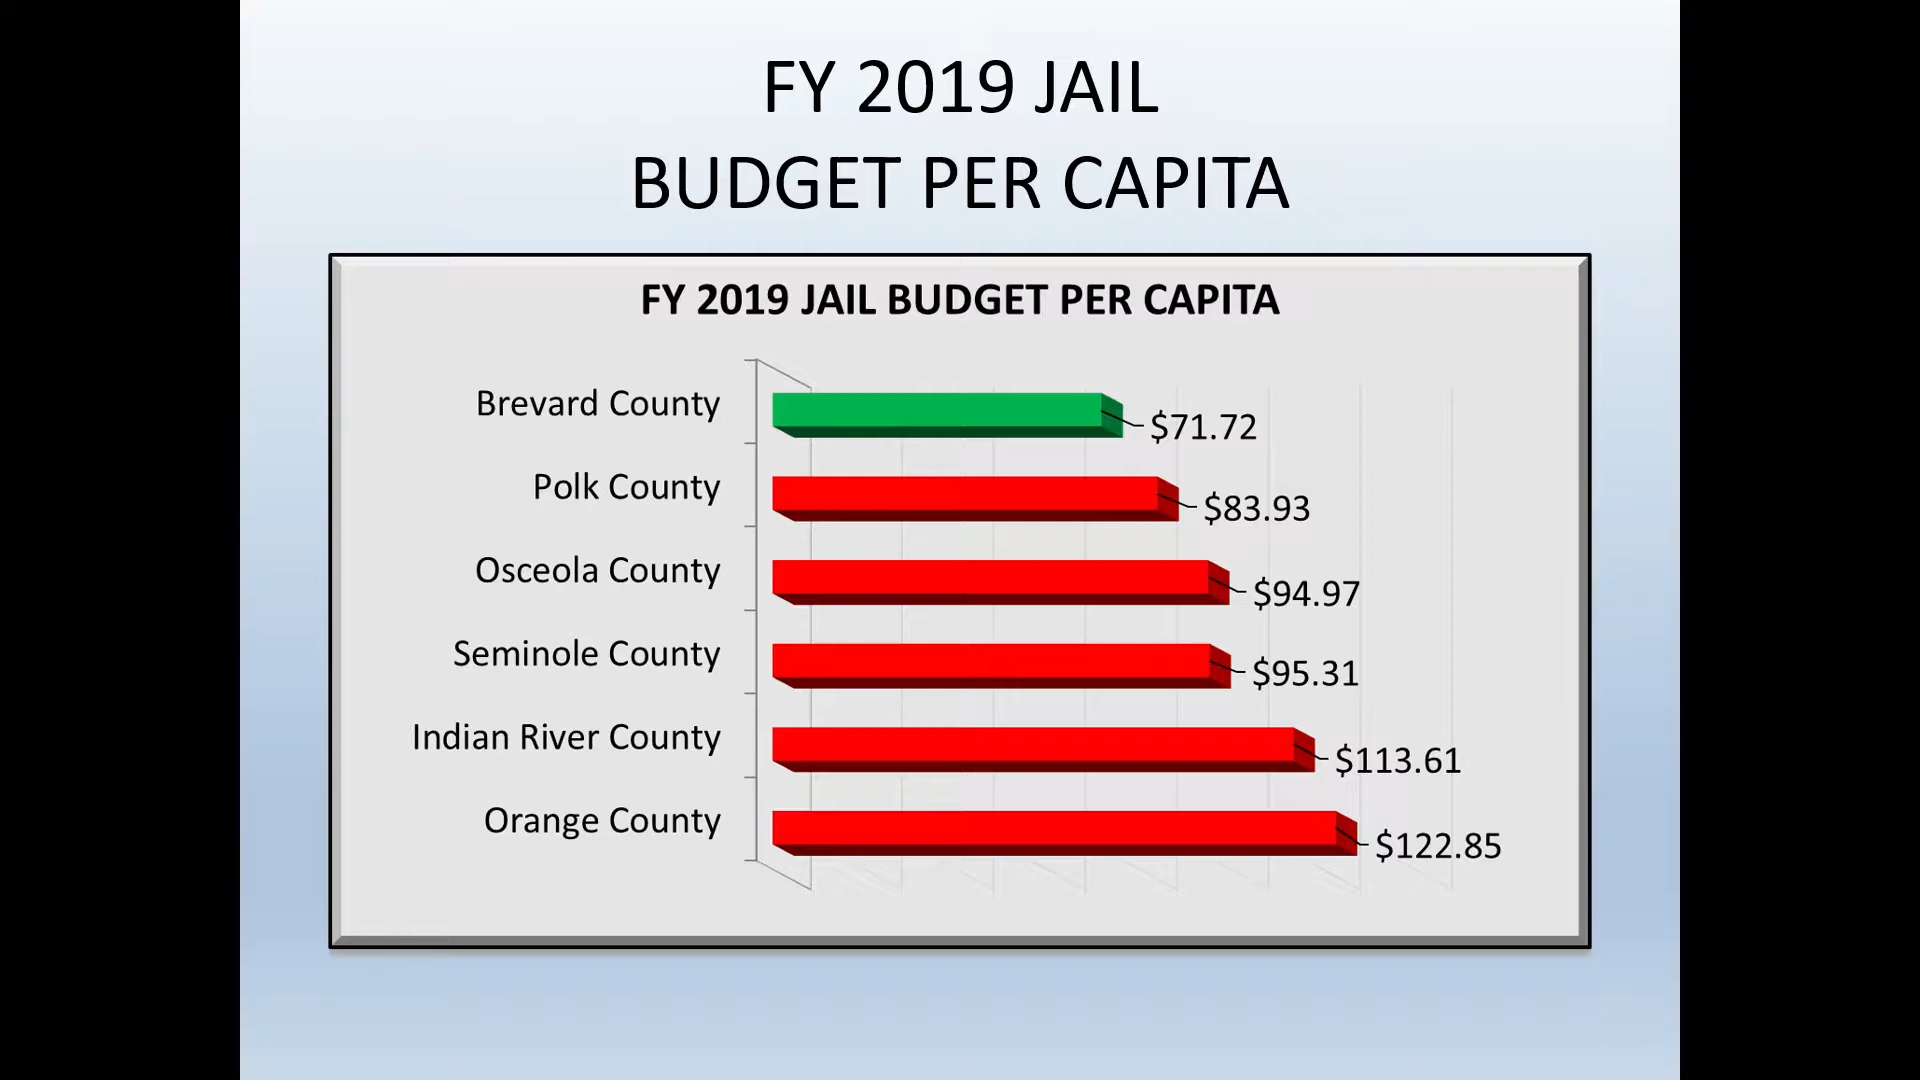 FY 2019 JAIL
BUDGET PER CAPITA
FY 2019 JAIL BUDGET PER CAPITA
Brevard County $71.72
Polk County $83.93
Osceola County $94.97
Seminole County $95.31
Indian River County $113.61
Orange County $122.85